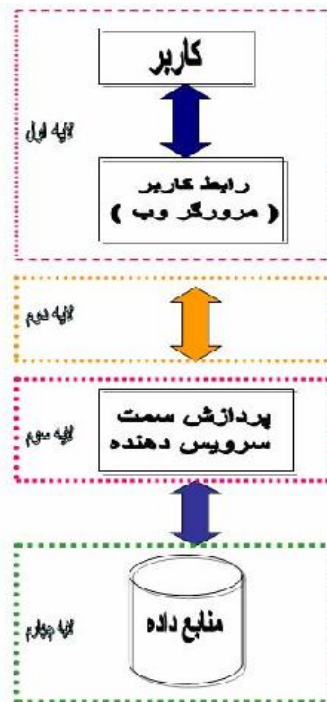 کاربر
لایه اول
رابط کاربر
( مرورگر وب )
لایه دوم
پردازش سمت
سرویس دهنده
لایه سوم
منابع داده
لایه چهارم